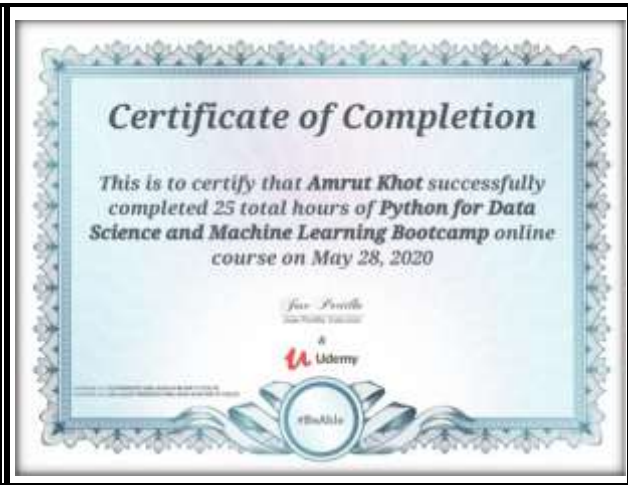 Certificate of Completion
This is to certify that Amrut Khot successfully
completed 25 total hours of Python for Data
Science and Machine Learning Bootcamp online
course on May 28, 2020
&
Udemy
#BeAble